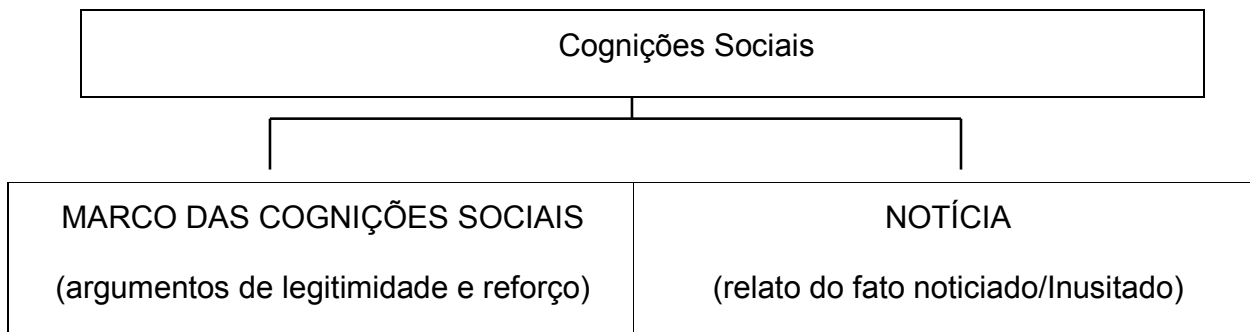 Cognições Sociais
MARCO DAS COGNIÇÕES SOCIAIS
(argumentos de legitimidade e reforço)
NOTÍCIA
(relato do fato noticiado/Inusitado)